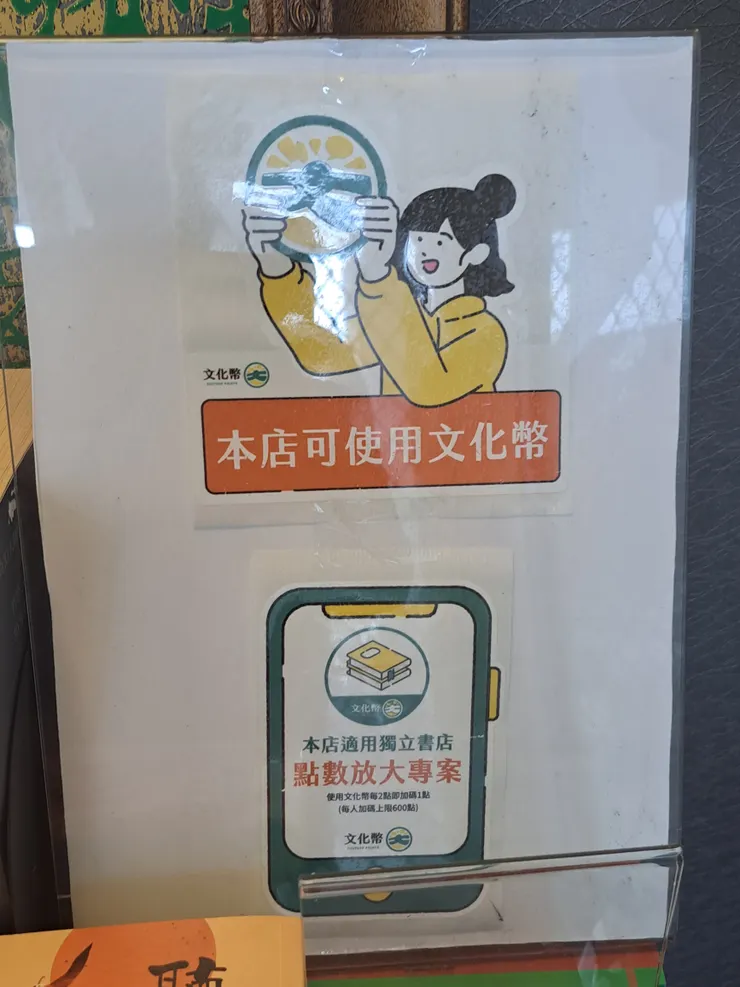 文化幣
本店可使用文化幣
文化幣
本店適用獨立書店
點數放大專案
使用文化幣每2點即加碼1點
(每人加碼上限600點)
文化幣
聽